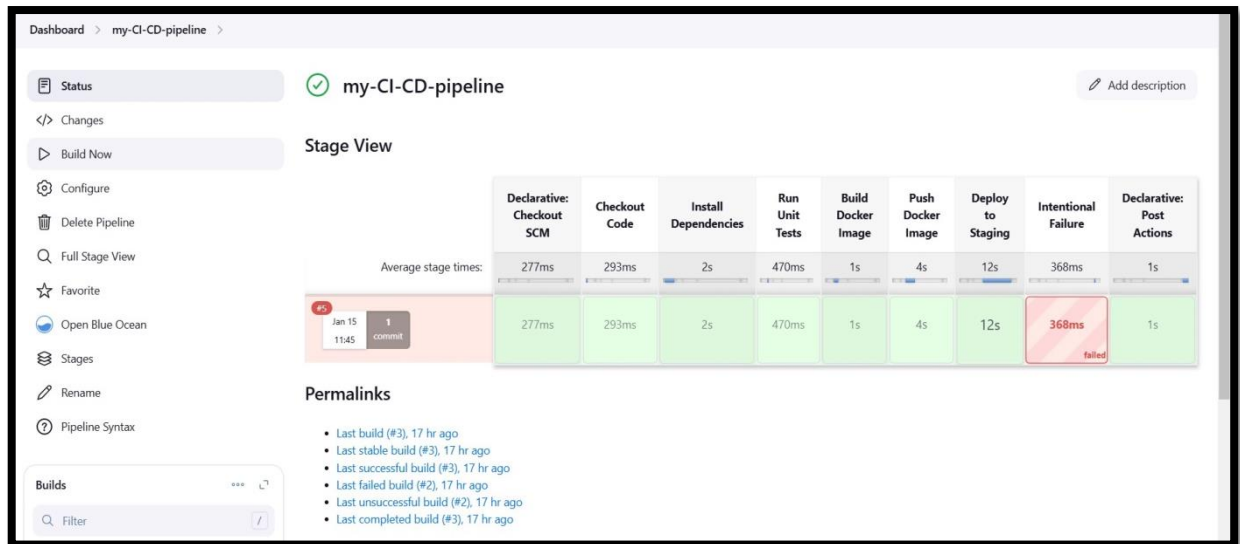 Dashboard > my-CI-CD-pipeline >
Status
Changes
Build Now
Configure
Delete Pipeline
Full Stage View
Favorite
Open Blue Ocean
Stages
Rename
Pipeline Syntax
Builds
Filter /
my-CI-CD-pipeline
Add description
Stage View
Declarative: Checkout SCM
Checkout Code
Install Dependencies
Run Unit Tests
Build Docker Image
Push Docker Image
Deploy to Staging
Intentional Failure
Declarative: Post Actions
Average stage times: 277ms 293ms 2s 470ms 1s 4s 12s 368ms 1s
#5
Jan 15 11:45
1 commit
277ms 293ms 2s 470ms 1s 4s 12s 368ms 1s
failed
Permalinks
Last build (#3), 17 hr ago
Last stable build (#3), 17 hr ago
Last successful build (#3), 17 hr ago
Last failed build (#2), 17 hr ago
Last unsuccessful build (#2), 17 hr ago
Last completed build (#3), 17 hr ago